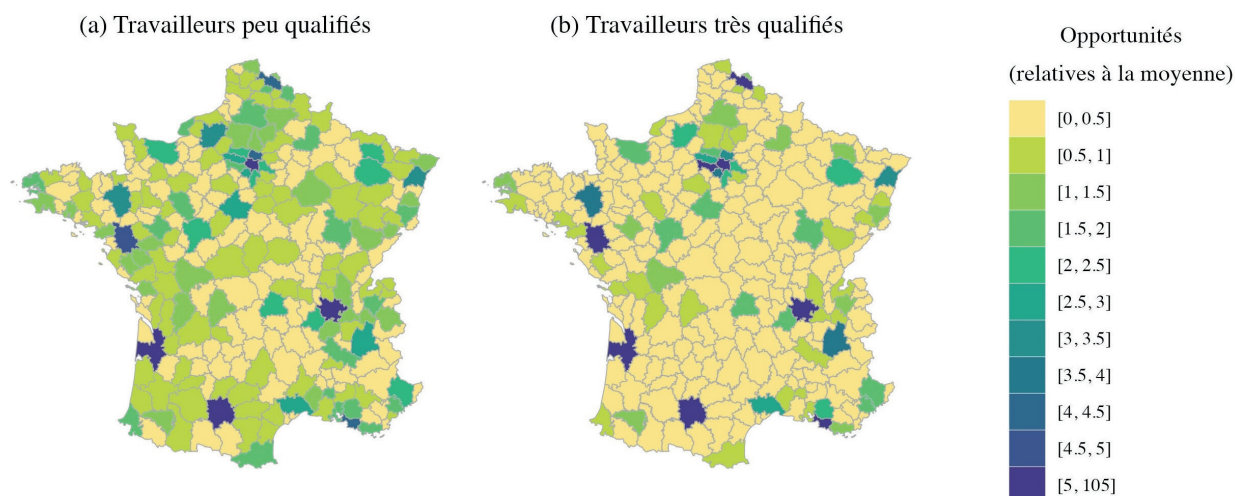 (a) Travailleurs peu qualifiés
(b) Travailleurs très qualifiés
Opportunités
(relatives à la moyenne)
[0, 0.5]
[0.5, 1]
[1, 1.5]
[1.5, 2]
[2, 2.5]
[2.5, 3]
[3, 3.5]
[3.5, 4]
[4, 4.5]
[4.5, 5]
[5, 105]